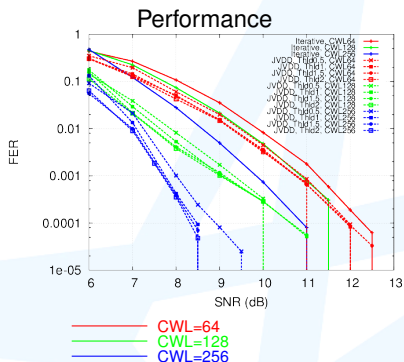 Performance
1
0.1
0.01
0.001
0.0001
1e-05
FER
Iterative, CWL64
Iterative, CWL128
Iterative, CWL256
JVDD, Thld0.5, CWL64
JVDD, Thld1, CWL64
JVDD, Thld1.5, CWL64
JVDD, Thld2, CWL64
JVDD, Thld0.5, CWL128
JVDD, Thld1, CWL128
JVDD, Thld1.5, CWL128
JVDD, Thld2, CWL128
JVDD, Thld0.5, CWL256
JVDD, Thld1, CWL256
JVDD, Thld1.5, CWL256
JVDD, Thld2, CWL256
6 7 8 9 10 11 12 13
SNR (dB)
CWL=64
CWL=128
CWL=256